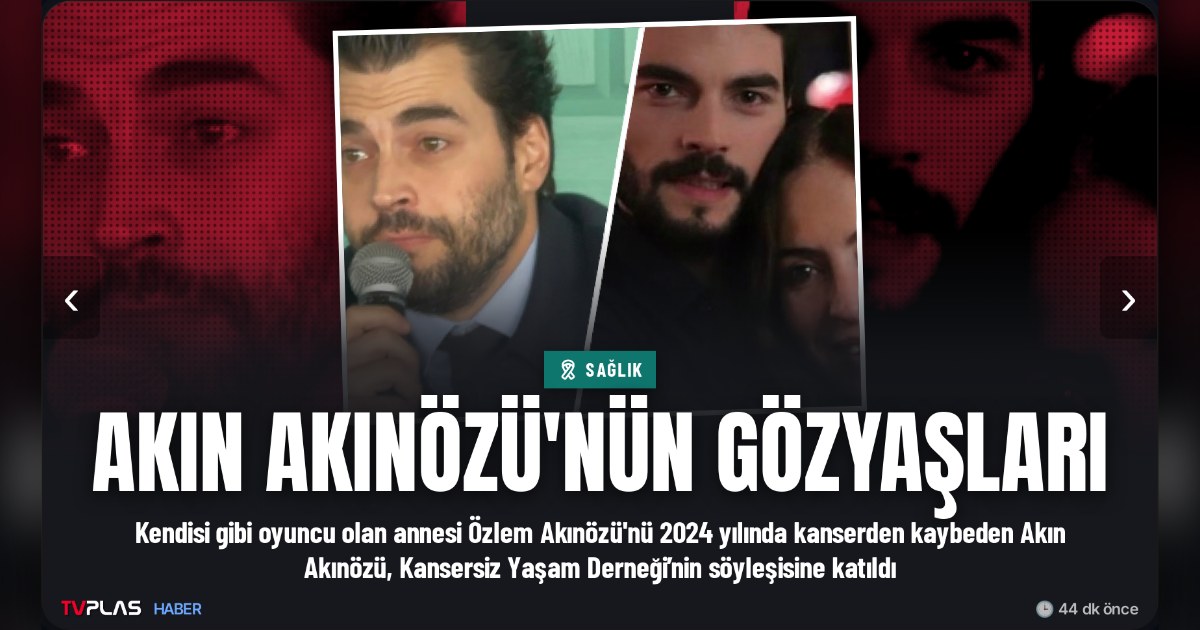 SAĞLIK
AKIN AKINÖZÜ'NÜN GÖZYAŞLARI
Kendisi gibi oyuncu olan annesi Özlem Akınözü'nü 2024 yılında kanserden kaybeden Akın
Akınözü, Kansersiz Yaşam Derneği’nin söyleşisine katıldı
TVPLAS HABER
44 dk önce